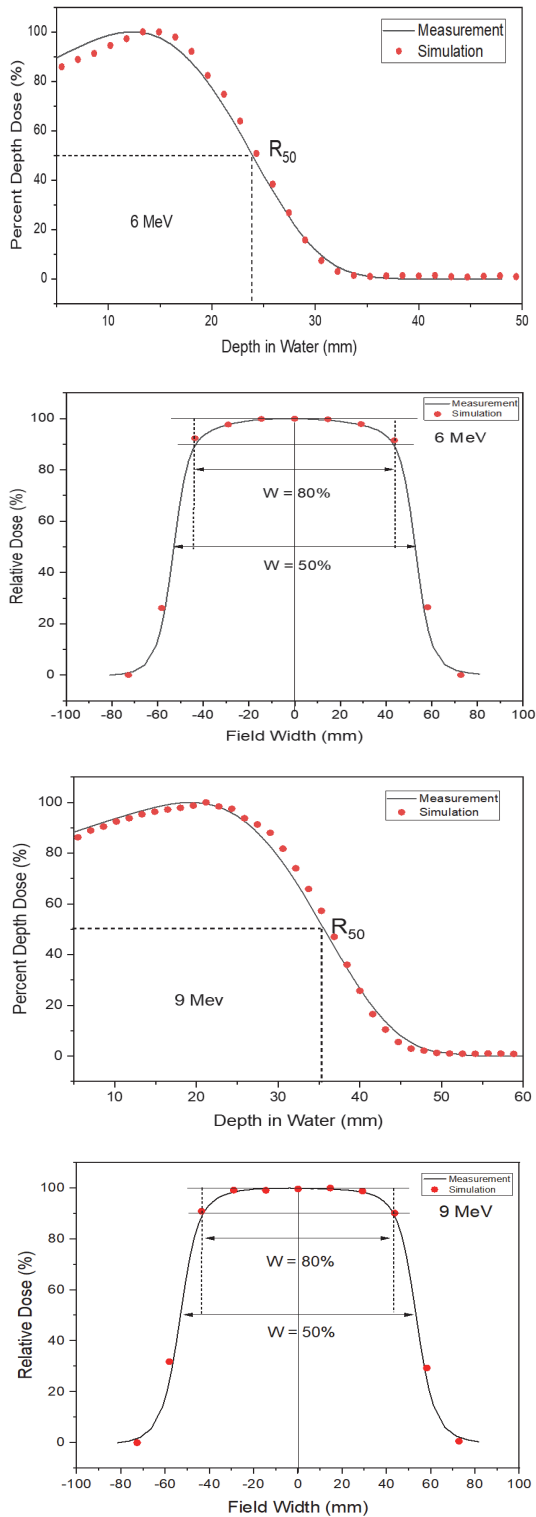 Measurement
Simulation
100
80
60
40
20
0
Percent Depth Dose (%)
R50
6 MeV
10
20
30
40
50
Depth in Water (mm)
Measurement
Simulation
6 MeV
100
80
60
40
20
0
Relative Dose (%)
W = 80%
W = 50%
-100 -80 -60 -40 -20 0 20 40 60 80 100
Field Width (mm)
Measurement
Simulation
100
80
60
40
20
0
Percent Depth Dose (%)
R50
9 Mev
10 20 30 40 50 60
Depth in Water (mm)
Measurement
Simulation
9 MeV
100
80
60
40
20
0
Relative Dose (%)
W = 80%
W = 50%
-100 -80 -60 -40 -20 0 20 40 60 80 100
Field Width (mm)